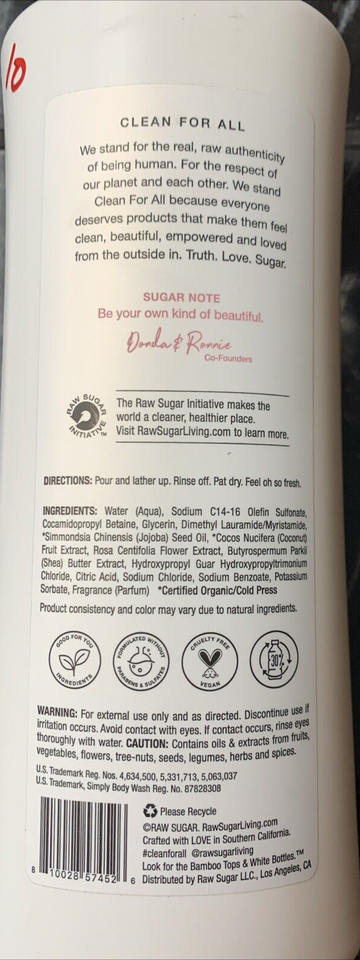 10
CLEAN FOR ALL
We stand for the real, raw authenticity
of being human. For the respect of
our planet and each other. We stand
Clean For All because everyone
deserves products that make them feel
clean, beautiful, empowered and loved
from the outside in. Truth. Love. Sugar.
SUGAR NOTE
Be your own kind of beautiful.
Donda & Ronnie
Co-Founders
RAW SUGAR INITIATIVE™
The Raw Sugar Initiative makes the
world a cleaner, healthier place.
Visit RawSugarLiving.com to learn more.
DIRECTIONS: Pour and lather up. Rinse off. Pat dry. Feel oh so fresh.
INGREDIENTS: Water (Aqua), Sodium C14-16 Olefin Sulfonate,
Cocamidopropyl Betaine, Glycerin, Dimethyl Lauramide/Myristamide,
*Simmondsia Chinensis (Jojoba) Seed Oil, *Cocos Nucifera (Coconut)
Fruit Extract, Rosa Centifolia Flower Extract, Butyrospermum Parkii
(Shea) Butter Extract, Hydroxypropyl Guar Hydroxypropyltrimonium
Chloride, Citric Acid, Sodium Chloride, Sodium Benzoate, Potassium
Sorbate, Fragrance (Parfum) *Certified Organic/Cold Press
Product consistency and color may vary due to natural ingredients.
GOOD FOR YOU INGREDIENTS
FORMULATED WITHOUT PARABENS & SULFATES
CRUELTY FREE VEGAN
30%
WARNING: For external use only and as directed. Discontinue use if
irritation occurs. Avoid contact with eyes. If contact occurs, rinse eyes
thoroughly with water. CAUTION: Contains oils & extracts from fruits,
vegetables, flowers, tree-nuts, seeds, legumes, herbs and spices.
U.S. Trademark Reg. Nos. 4,634,500, 5,331,713, 5,063,037
U.S. Trademark, Simply Body Wash Reg. No. 87828308
Please Recycle
©RAW SUGAR. RawSugarLiving.com
Crafted with LOVE in Southern California.
#cleanforall @rawsugarliving
Look for the Bamboo Tops & White Bottles.™
Distributed by Raw Sugar LLC., Los Angeles, CA
8 10028 57452 6